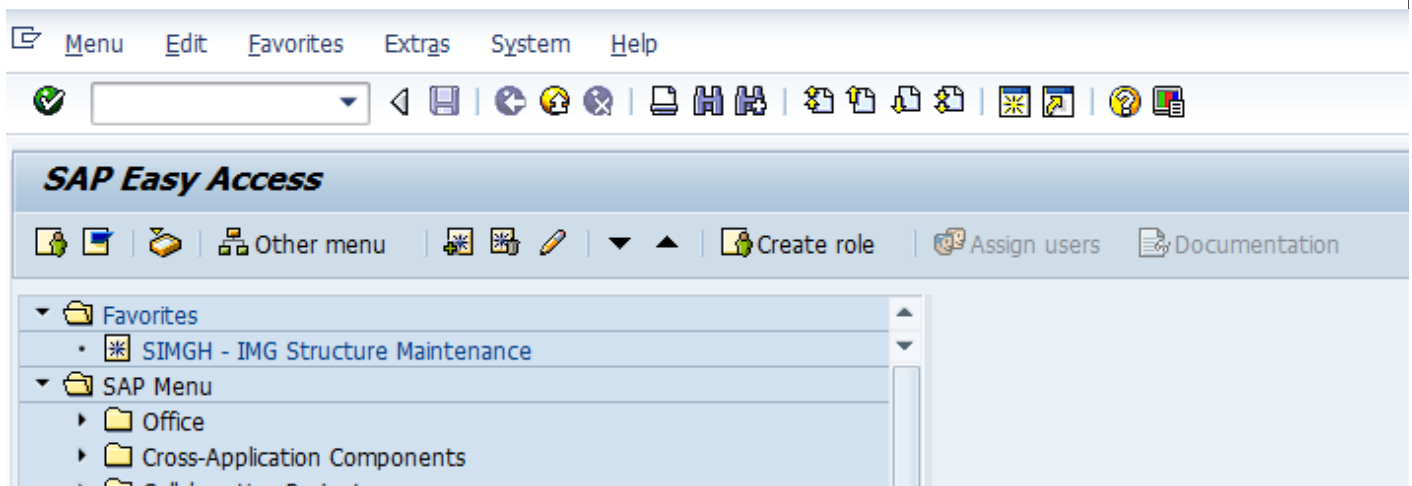 Menu Edit Favorites Extras System Help
SAP Easy Access
Other menu Create role Assign users Documentation
Favorites
SIMGH - IMG Structure Maintenance
SAP Menu
Office
Cross-Application Components